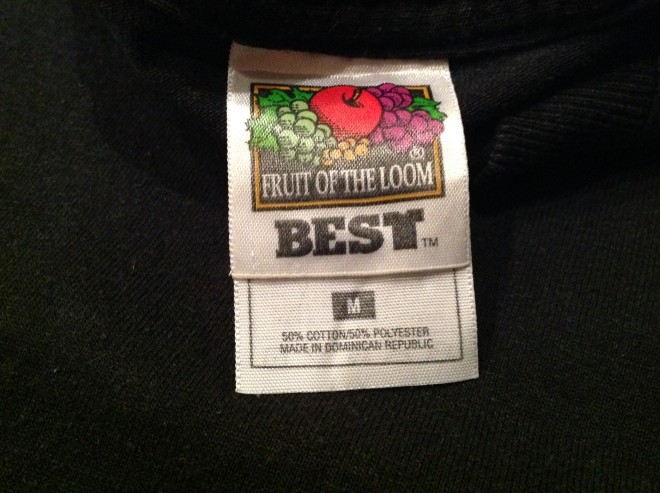 ®
FRUIT OF THE LOOM
BEST™
M
50% COTTON/50% POLYESTER
MADE IN DOMINICAN REPUBLIC